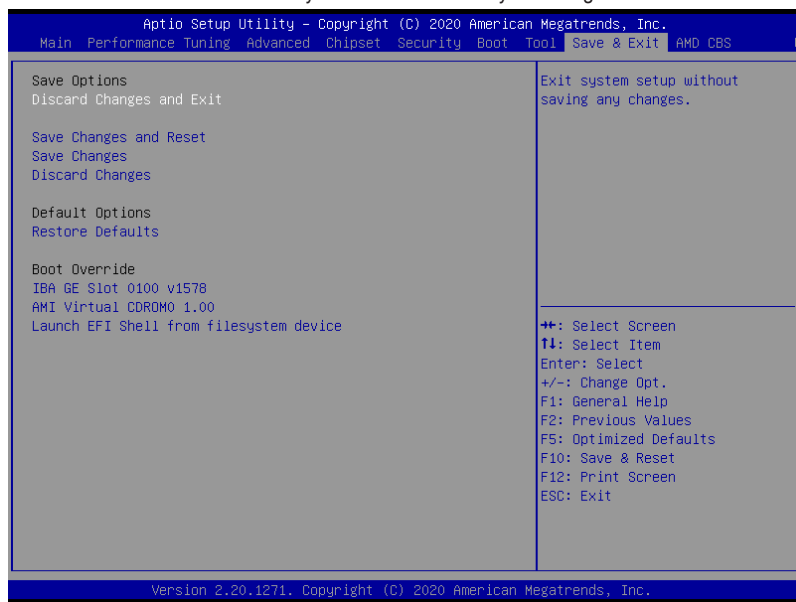 Aptio Setup Utility – Copyright (C) 2020 American Megatrends, Inc.
Main Performance Tuning Advanced Chipset Security Boot Tool Save & Exit AMD CBS
Save Options
Discard Changes and Exit
Save Changes and Reset
Save Changes
Discard Changes
Default Options
Restore Defaults
Boot Override
IBA GE Slot 0100 v1578
AMI Virtual CDROM0 1.00
Launch EFI Shell from filesystem device
Exit system setup without
saving any changes.
→←: Select Screen
↑↓: Select Item
Enter: Select
+/-: Change Opt.
F1: General Help
F2: Previous Values
F5: Optimized Defaults
F10: Save & Reset
F12: Print Screen
ESC: Exit
Version 2.20.1271. Copyright (C) 2020 American Megatrends, Inc.